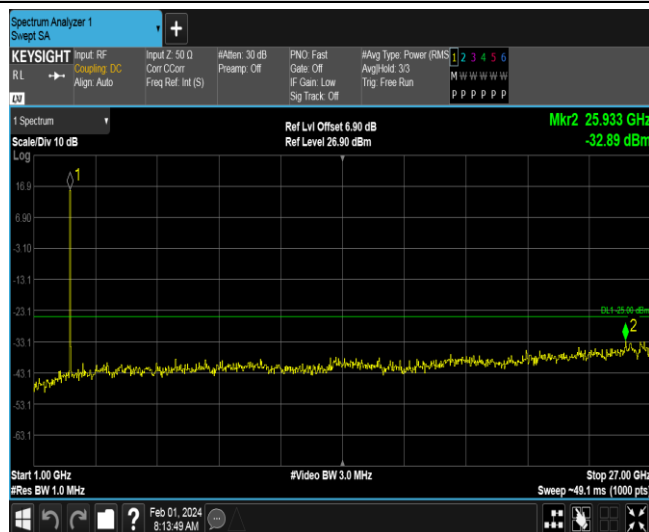 Spectrum Analyzer 1
Swept SA
+
KEYSIGHT
RL
LXI
Input: RF
Coupling: DC
Align: Auto
Input Z: 50 Ω
Corr CCorr
Freq Ref: Int (S)
#Atten: 30 dB
Preamp: Off
PNO: Fast
Gate: Off
IF Gain: Low
Sig Track: Off
#Avg Type: Power (RMS
Avg|Hold: 3/3
Trig: Free Run
1 2 3 4 5 6
M W W W W W
P P P P P P
1 Spectrum
Scale/Div 10 dB
Log
Ref Lvl Offset 6.90 dB
Ref Level 26.90 dBm
Mkr2 25.933 GHz
-32.89 dBm
1
16.9
6.90
-3.10
-13.1
-23.1
DL1 -25.00 dBm
2
-33.1
-43.1
-53.1
-63.1
Start 1.00 GHz
#Res BW 1.0 MHz
#Video BW 3.0 MHz
Stop 27.00 GHz
Sweep ~49.1 ms (1000 pts)
?
Feb 01, 2024
8:13:49 AM